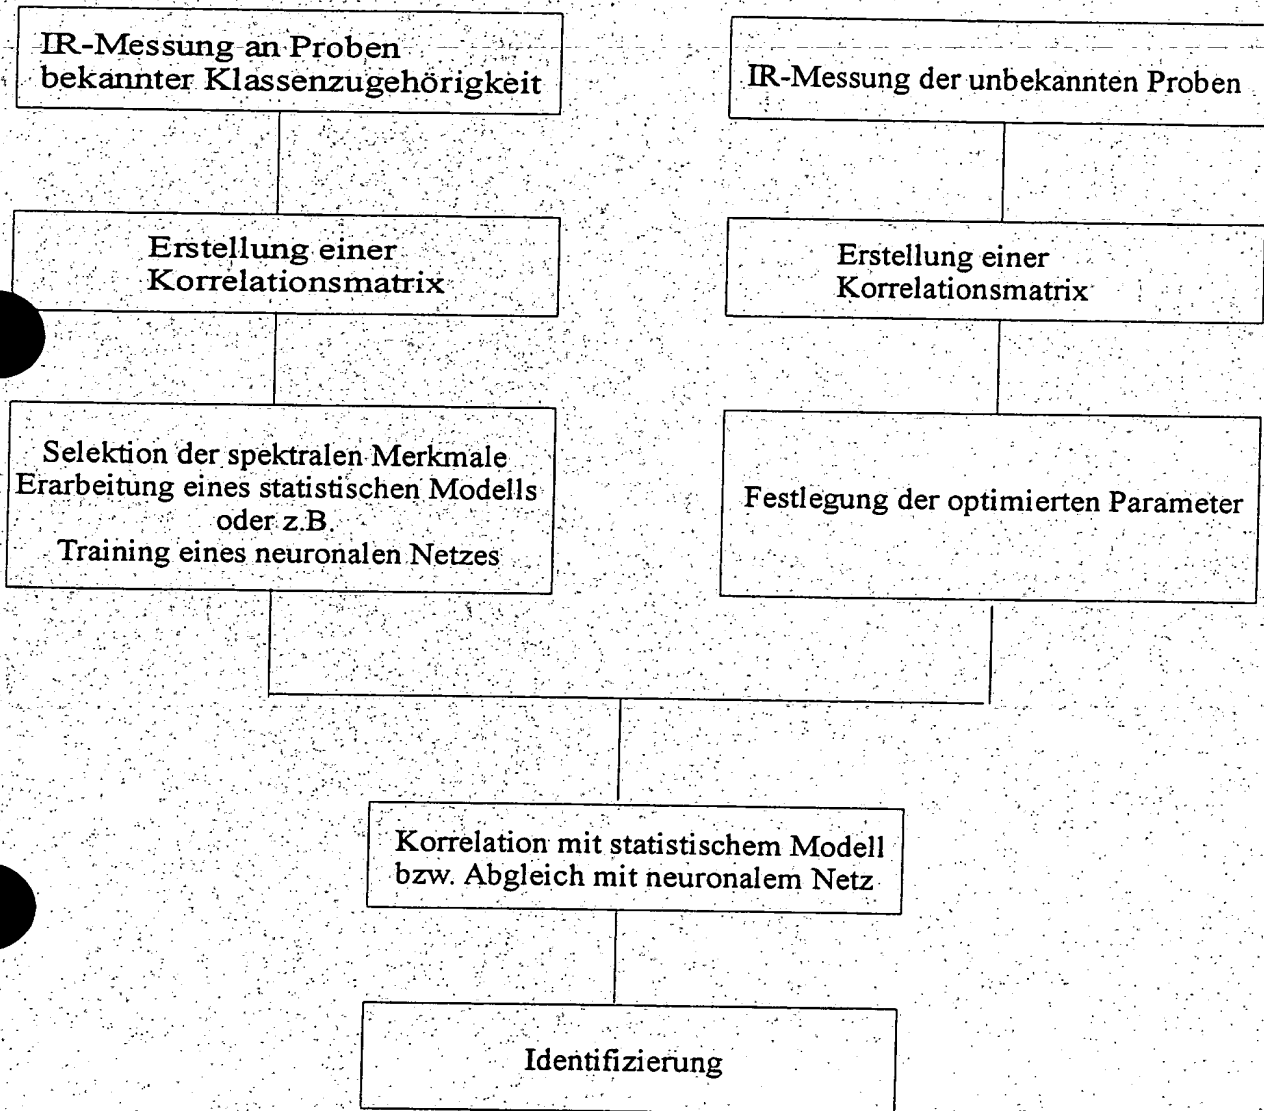 IR-Messung an Proben
bekannter Klassenzugehörigkeit
IR-Messung der unbekannten Proben
Erstellung einer
Korrelationsmatrix
Erstellung einer
Korrelationsmatrix
Selektion der spektralen Merkmale
Erarbeitung eines statistischen Modells
oder z.B.
Training eines neuronalen Netzes
Festlegung der optimierten Parameter
Korrelation mit statistischem Modell
bzw. Abgleich mit neuronalem Netz
Identifizierung